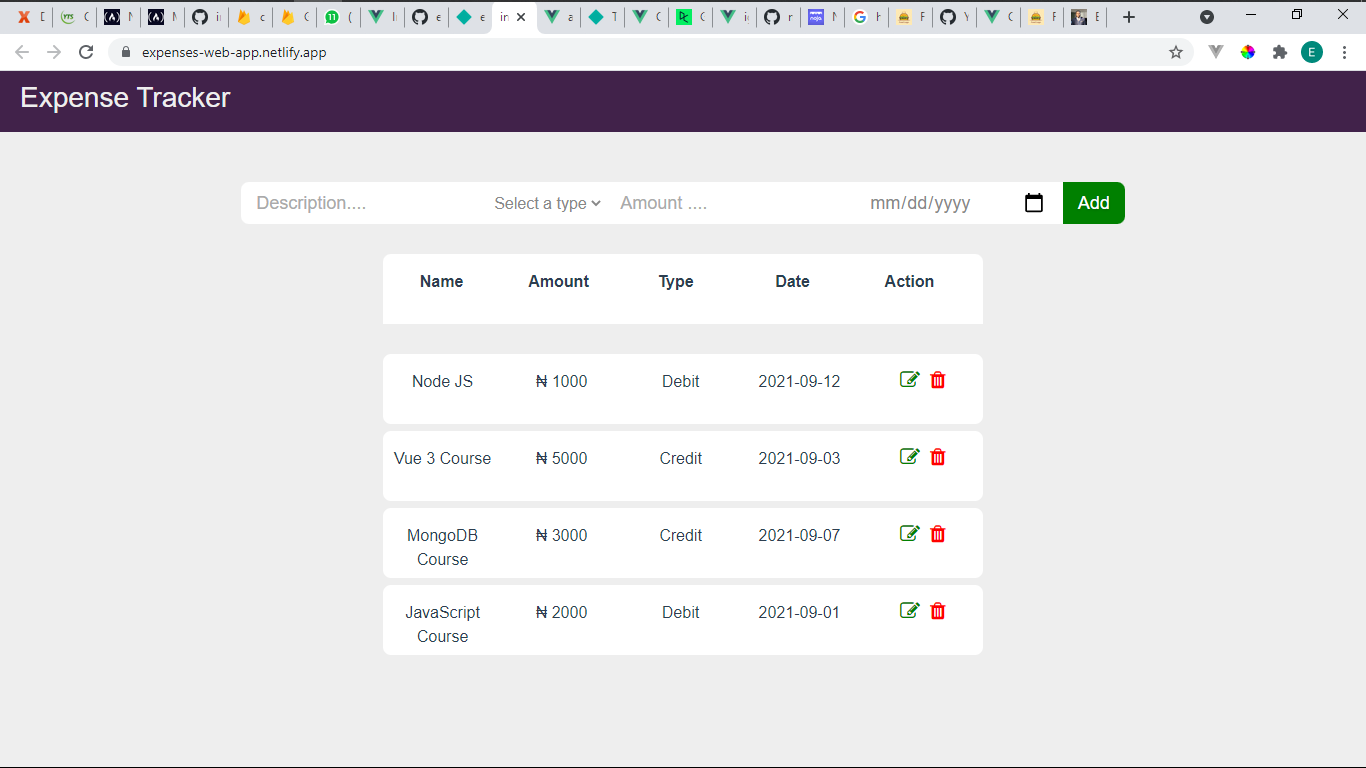 expenses-web-app.netlify.app
E
Expense Tracker
Description.... Select a type Amount .... mm/dd/yyyy Add
Name Amount Type Date Action
Node JS ₦ 1000 Debit 2021-09-12
Vue 3 Course ₦ 5000 Credit 2021-09-03
MongoDB Course ₦ 3000 Credit 2021-09-07
JavaScript Course ₦ 2000 Debit 2021-09-01